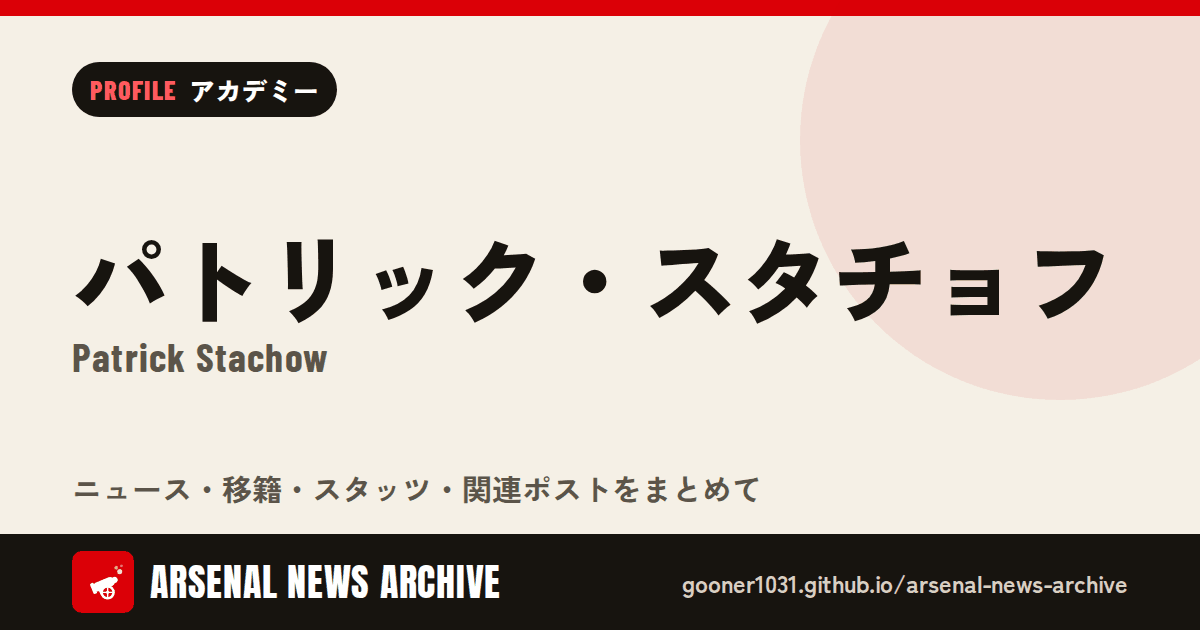 PROFILE アカデミー
パトリック・スタチョフ
Patrick Stachow
ニュース・移籍・スタッツ・関連ポストをまとめて
ARSENAL NEWS ARCHIVE
gooner1031.github.io/arsenal-news-archive